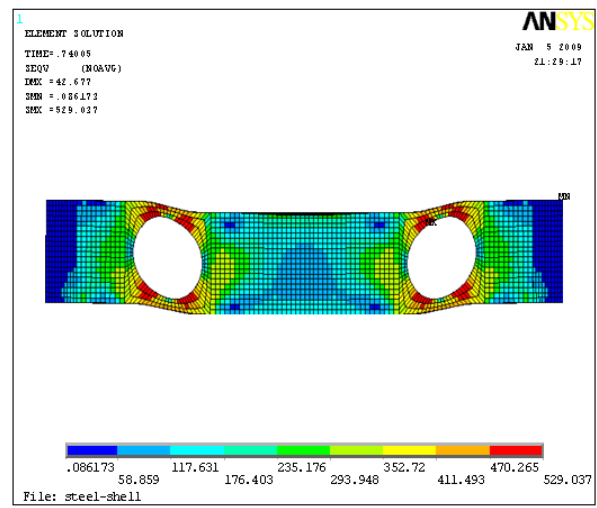 1
ANSYS
ELEMENT SOLUTION
JAN 5 2009
TIME=.74005
21:29:17
SEQV (NOAVG)
DMX =42.677
SMN =.086173
SMX =529.037
MN
MX
.086173 117.631 235.176 352.72 470.265
58.859 176.403 293.948 411.493 529.037
File: steel-shell